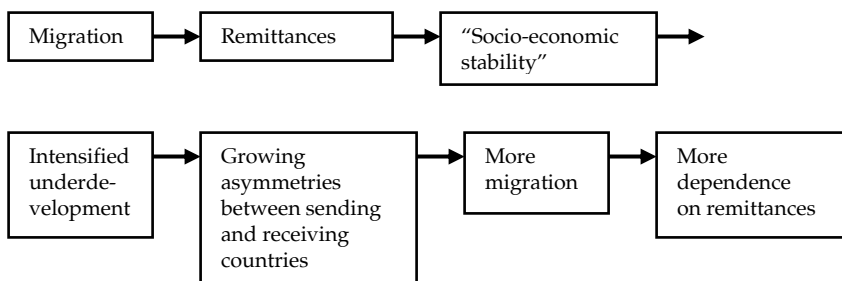 Migration
Remittances
“Socio-economic
stability”
Intensified
underde-
velopment
Growing
asymmetries
between sending
and receiving
countries
More
migration
More
dependence
on remittances